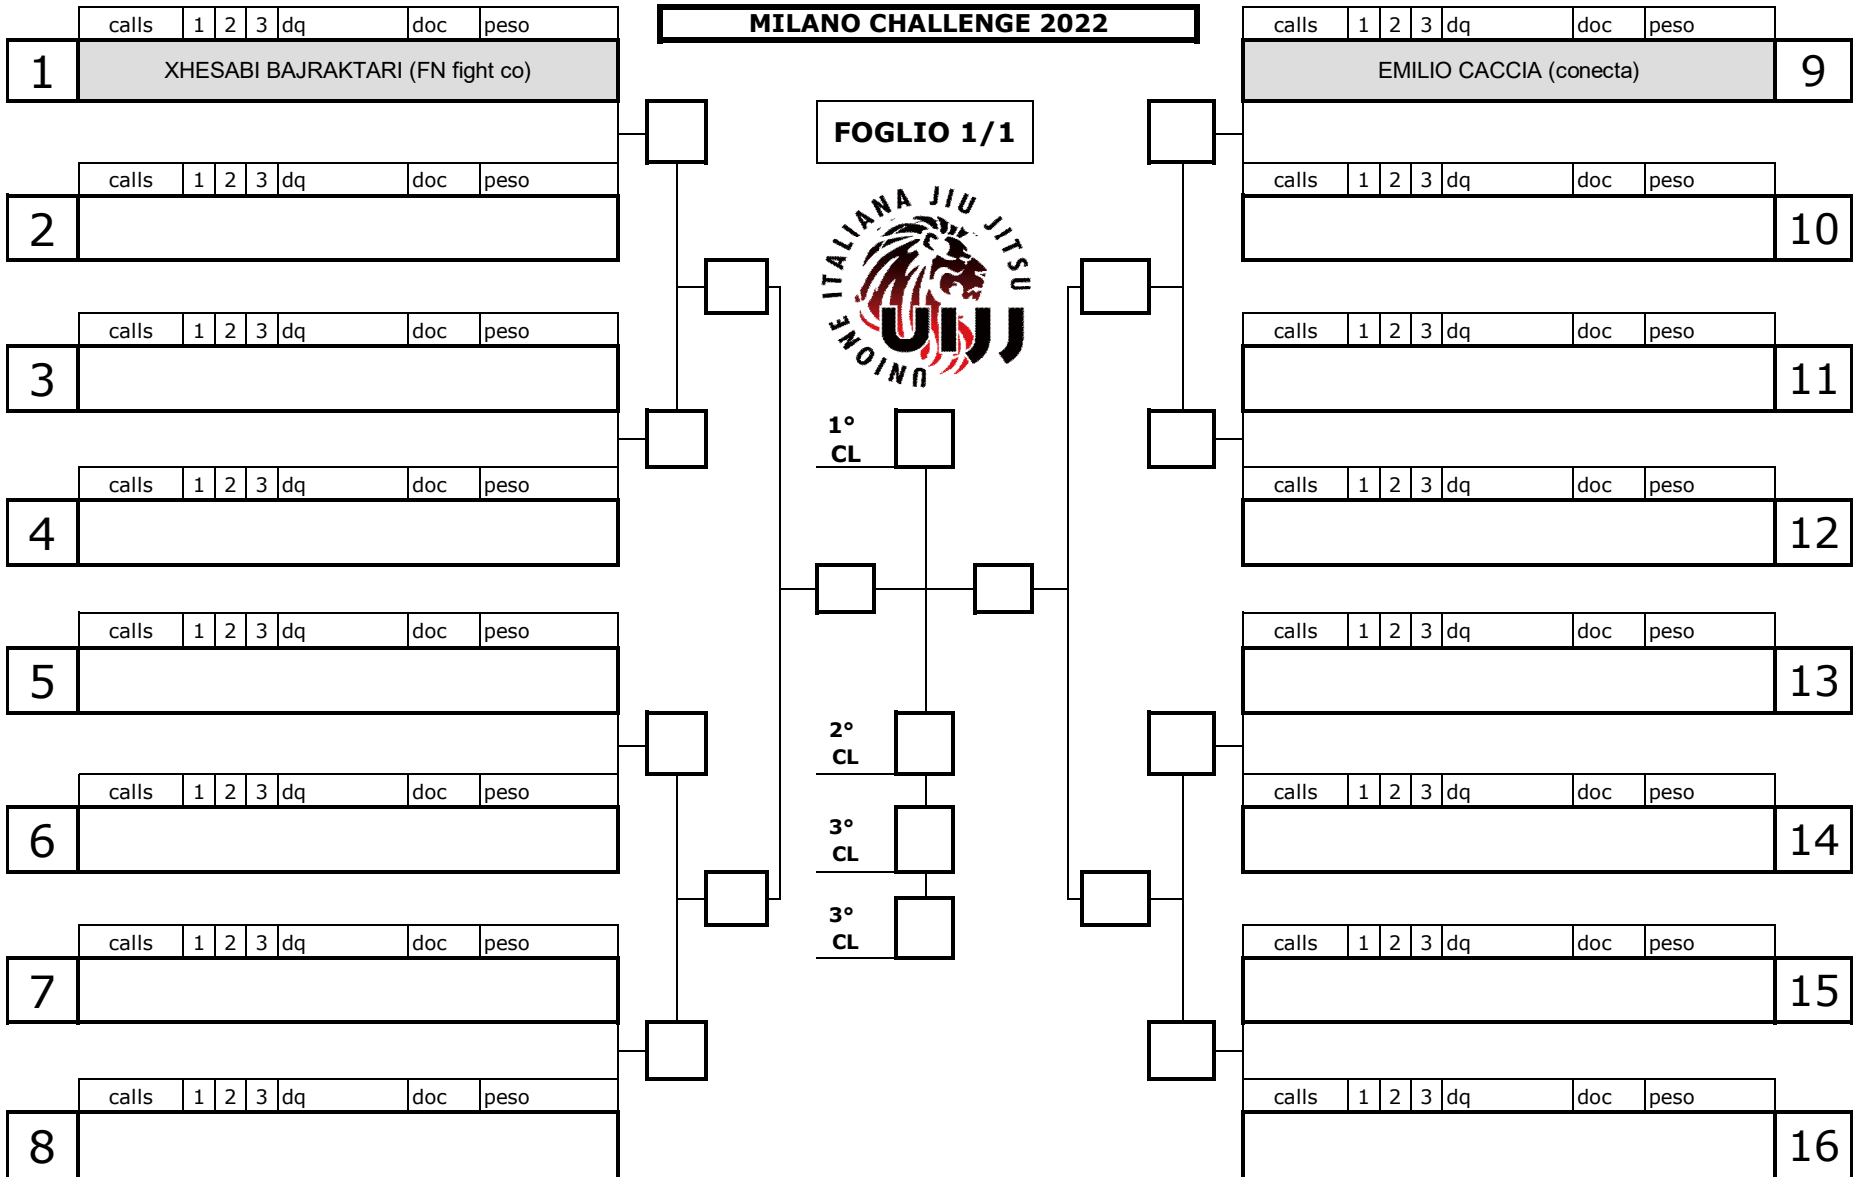 MILANO CHALLENGE 2022
calls 1 2 3 dq doc peso
1 XHESABI BAJRAKTARI (FN fight co)
calls 1 2 3 dq doc peso
2
calls 1 2 3 dq doc peso
3
calls 1 2 3 dq doc peso
4
calls 1 2 3 dq doc peso
5
calls 1 2 3 dq doc peso
6
calls 1 2 3 dq doc peso
7
calls 1 2 3 dq doc peso
8
FOGLIO 1/1
UNIONE ITALIANA JIU JITSU
UIJJ
1°
CL
2°
CL
3°
CL
3°
CL
calls 1 2 3 dq doc peso
EMILIO CACCIA (conecta) 9
calls 1 2 3 dq doc peso
10
calls 1 2 3 dq doc peso
11
calls 1 2 3 dq doc peso
12
calls 1 2 3 dq doc peso
13
calls 1 2 3 dq doc peso
14
calls 1 2 3 dq doc peso
15
calls 1 2 3 dq doc peso
16